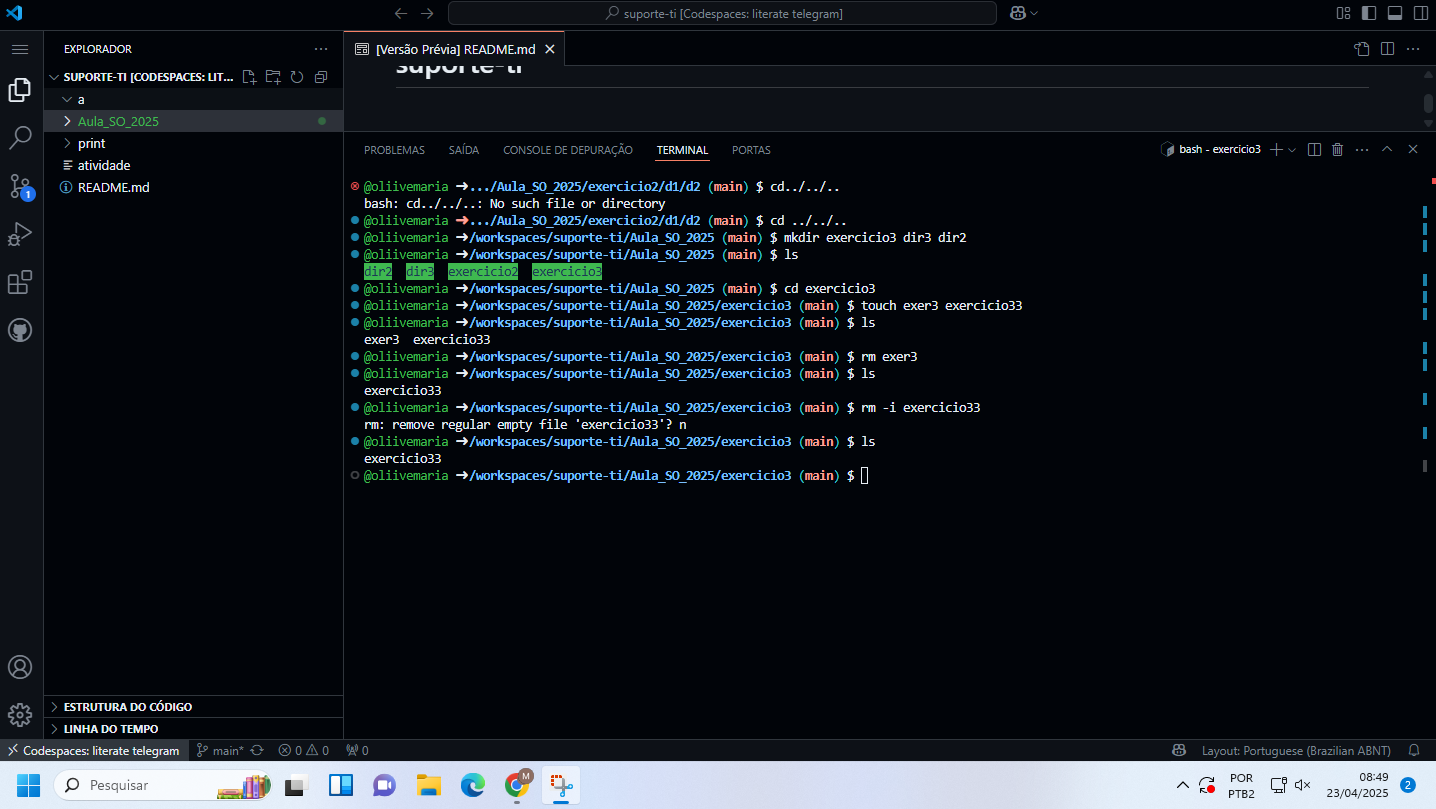 suporte-ti [Codespaces: literate telegram]
EXPLORADOR
SUPORTE-TI [CODESPACES: LIT...
a
Aula_SO_2025
print
atividade
README.md
1
ESTRUTURA DO CÓDIGO
LINHA DO TEMPO
[Versão Prévia] README.md
suporte-ti
PROBLEMAS SAÍDA CONSOLE DE DEPURAÇÃO TERMINAL PORTAS
bash - exercicio3
@oliivemaria ➜.../Aula_SO_2025/exercicio2/d1/d2 (main) $ cd../../..
bash: cd../../..: No such file or directory
@oliivemaria ➜.../Aula_SO_2025/exercicio2/d1/d2 (main) $ cd ../../..
@oliivemaria ➜/workspaces/suporte-ti/Aula_SO_2025 (main) $ mkdir exercicio3 dir3 dir2
@oliivemaria ➜/workspaces/suporte-ti/Aula_SO_2025 (main) $ ls
dir2 dir3 exercicio2 exercicio3
@oliivemaria ➜/workspaces/suporte-ti/Aula_SO_2025 (main) $ cd exercicio3
@oliivemaria ➜/workspaces/suporte-ti/Aula_SO_2025/exercicio3 (main) $ touch exer3 exercicio33
@oliivemaria ➜/workspaces/suporte-ti/Aula_SO_2025/exercicio3 (main) $ ls
exer3 exercicio33
@oliivemaria ➜/workspaces/suporte-ti/Aula_SO_2025/exercicio3 (main) $ rm exer3
@oliivemaria ➜/workspaces/suporte-ti/Aula_SO_2025/exercicio3 (main) $ ls
exercicio33
@oliivemaria ➜/workspaces/suporte-ti/Aula_SO_2025/exercicio3 (main) $ rm -i exercicio33
rm: remove regular empty file 'exercicio33'? n
@oliivemaria ➜/workspaces/suporte-ti/Aula_SO_2025/exercicio3 (main) $ ls
exercicio33
@oliivemaria ➜/workspaces/suporte-ti/Aula_SO_2025/exercicio3 (main) $
Codespaces: literate telegram main* 0 0 0 Layout: Portuguese (Brazilian ABNT)
Pesquisar
M
POR
PTB2
08:49
23/04/2025
2